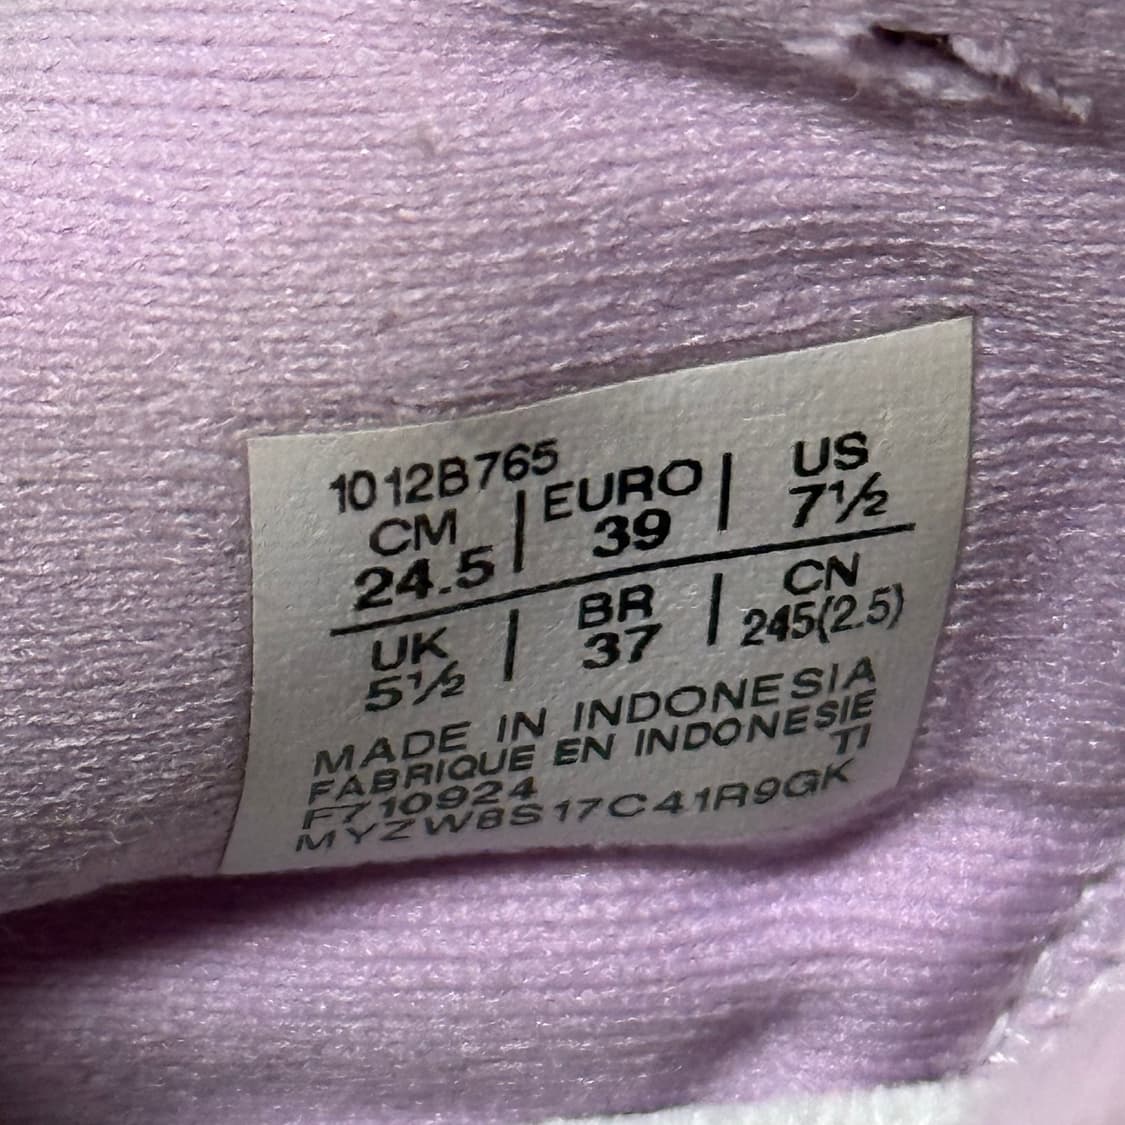 1012B765
CM | EURO | US
24.5 | 39 | 7½
UK | BR | CN
5½ | 37 | 245(2.5)
MADE IN INDONESIA
FABRIQUE EN INDONESIE
F710924 TI
MYZW8S17C41R9GK